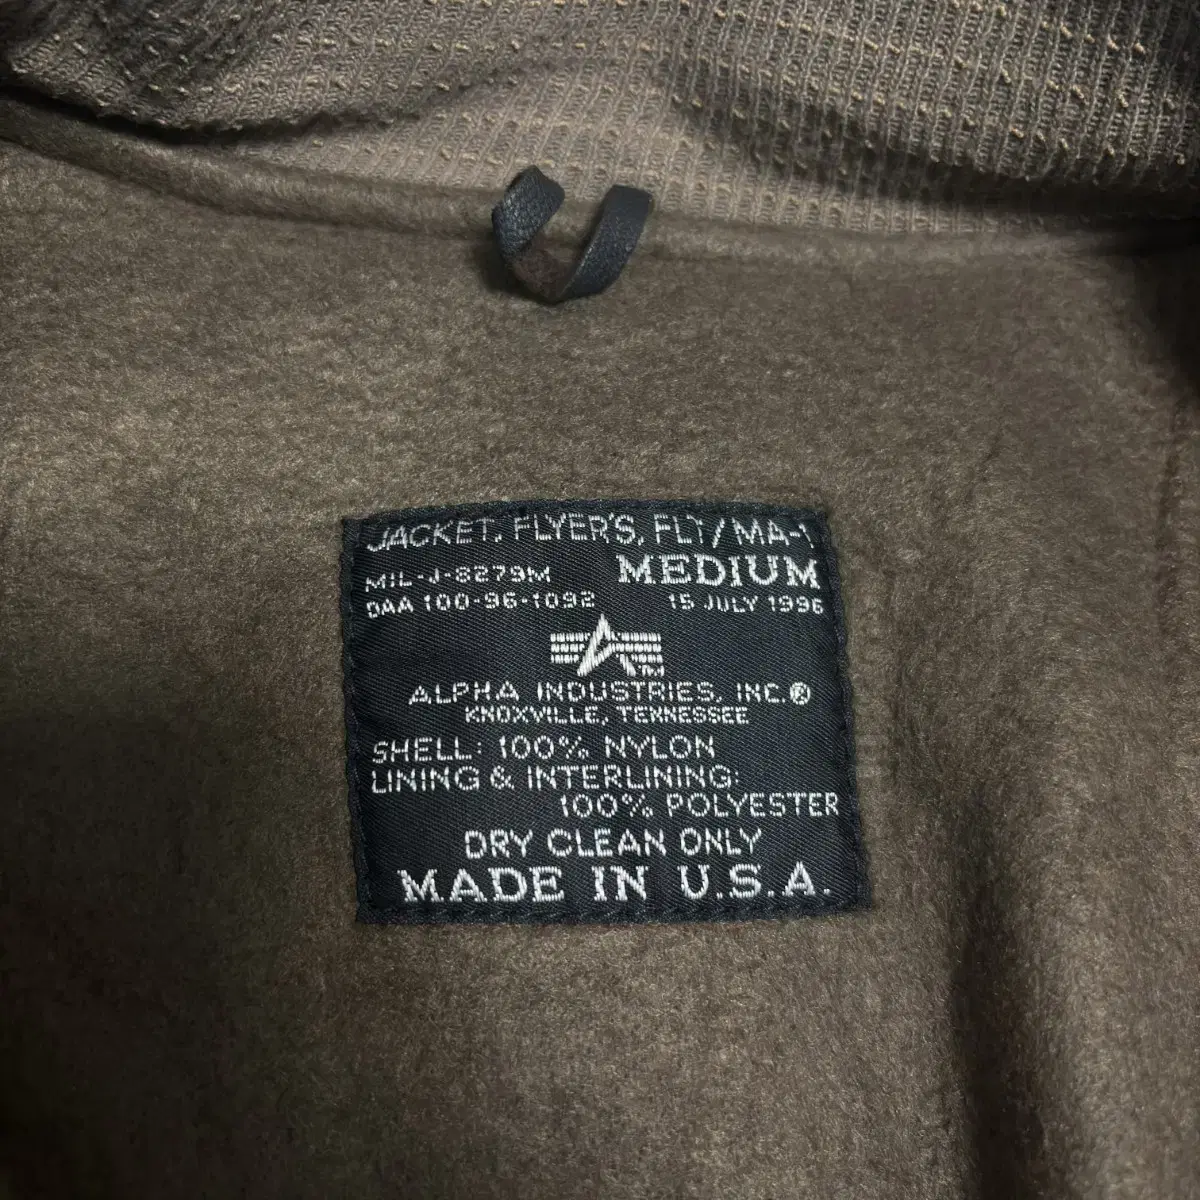 JACKET, FLYER'S, FLT/MA-1
MIL-J-8279M MEDIUM
DAA 100-96-1092 15 JULY 1996
TM
ALPHA INDUSTRIES, INC.®
KNOXVILLE, TENNESSEE
SHELL: 100% NYLON
LINING & INTERLINING:
100% POLYESTER
DRY CLEAN ONLY
MADE IN U.S.A.